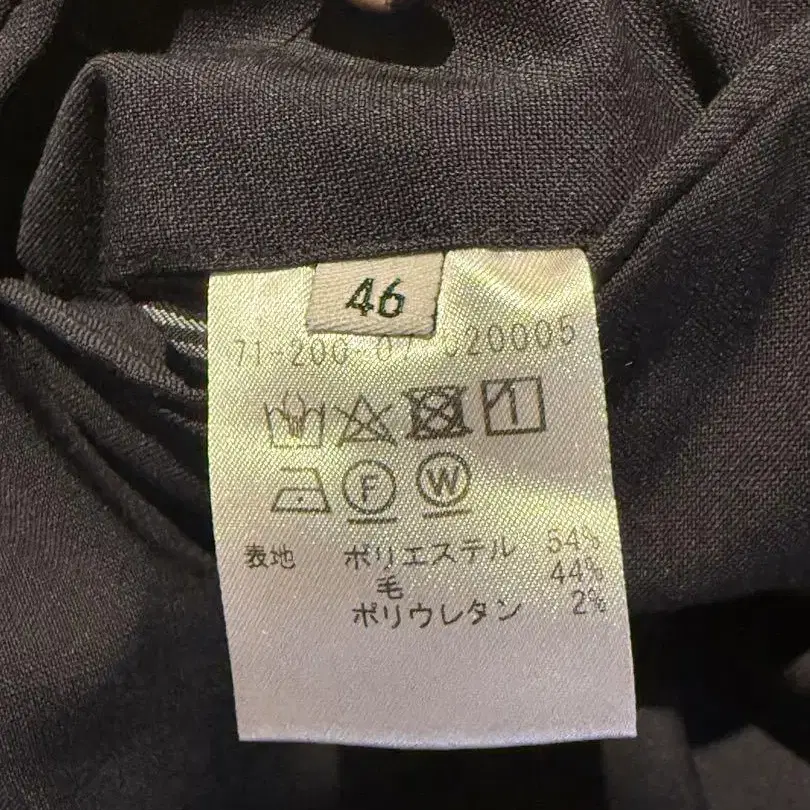 46
71-200-07 020005
F W
表地 ポリエステル 54%
毛 44%
ポリウレタン 2%